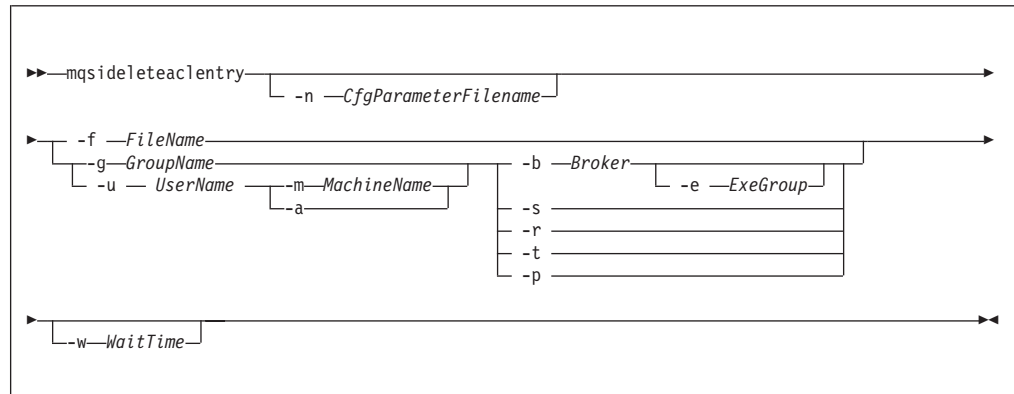 mqsideleteaclentry
-n CfgParameterFilename
-f FileName
-g GroupName -b Broker
-u UserName -m MachineName -e ExeGroup
-a -s
-r
-t
-p
-w WaitTime